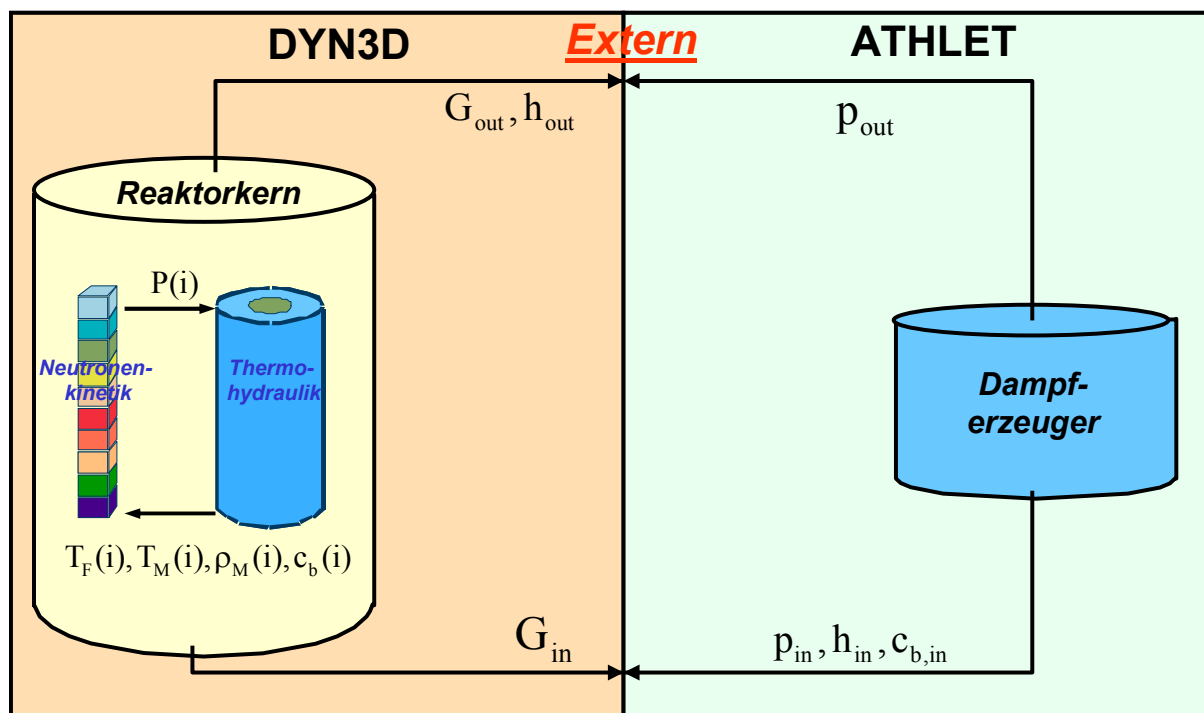 DYN3D
Extern
ATHLET
G_out, h_out
p_out
Reaktorkern
P(i)
Neutronen-
kinetik
Thermo-
hydraulik
Dampf-
erzeuger
T_F(i), T_M(i), ρ_M(i), c_b(i)
G_in
p_in, h_in, c_b,in